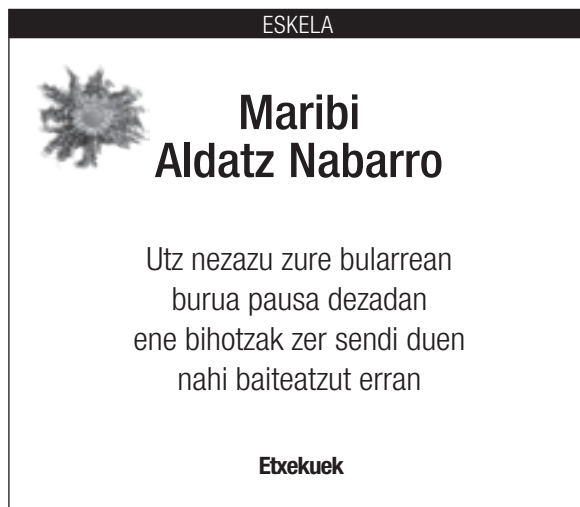 ESKELA
Maribi
Aldatz Nabarro
Utz nezazu zure bularrean
burua pausa dezadan
ene bihotzak zer sendi duen
nahi baiteatzut erran
Etxekuek